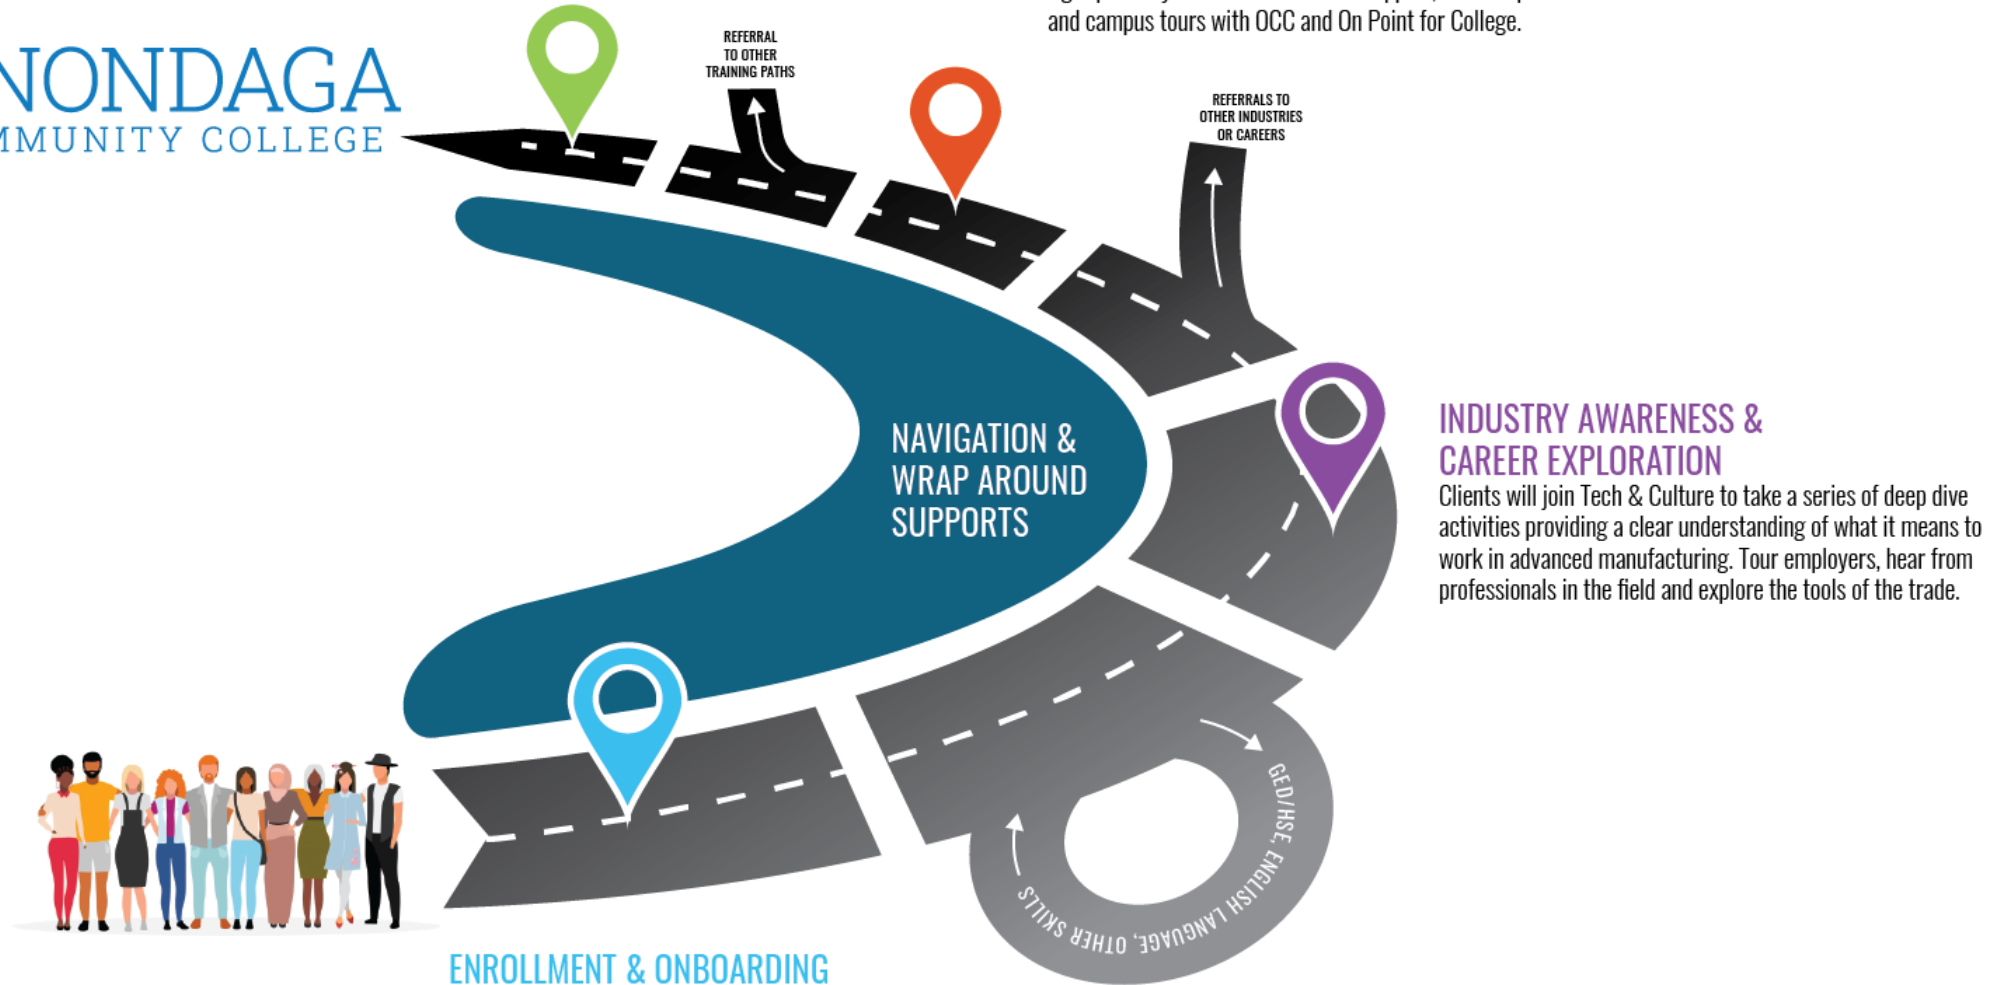 and campus tours with OCC and On Point for College.
REFERRAL
TO OTHER
TRAINING PATHS
NONDAGA
MMUNITY COLLEGE
REFERRALS TO
OTHER INDUSTRIES
OR CAREERS
NAVIGATION &
WRAP AROUND
SUPPORTS
INDUSTRY AWARENESS &
CAREER EXPLORATION
Clients will join Tech & Culture to take a series of deep dive
activities providing a clear understanding of what it means to
work in advanced manufacturing. Tour employers, hear from
professionals in the field and explore the tools of the trade.
GED/HSE, ENGLISH LANGUAGE, OTHER SKILLS
ENROLLMENT & ONBOARDING